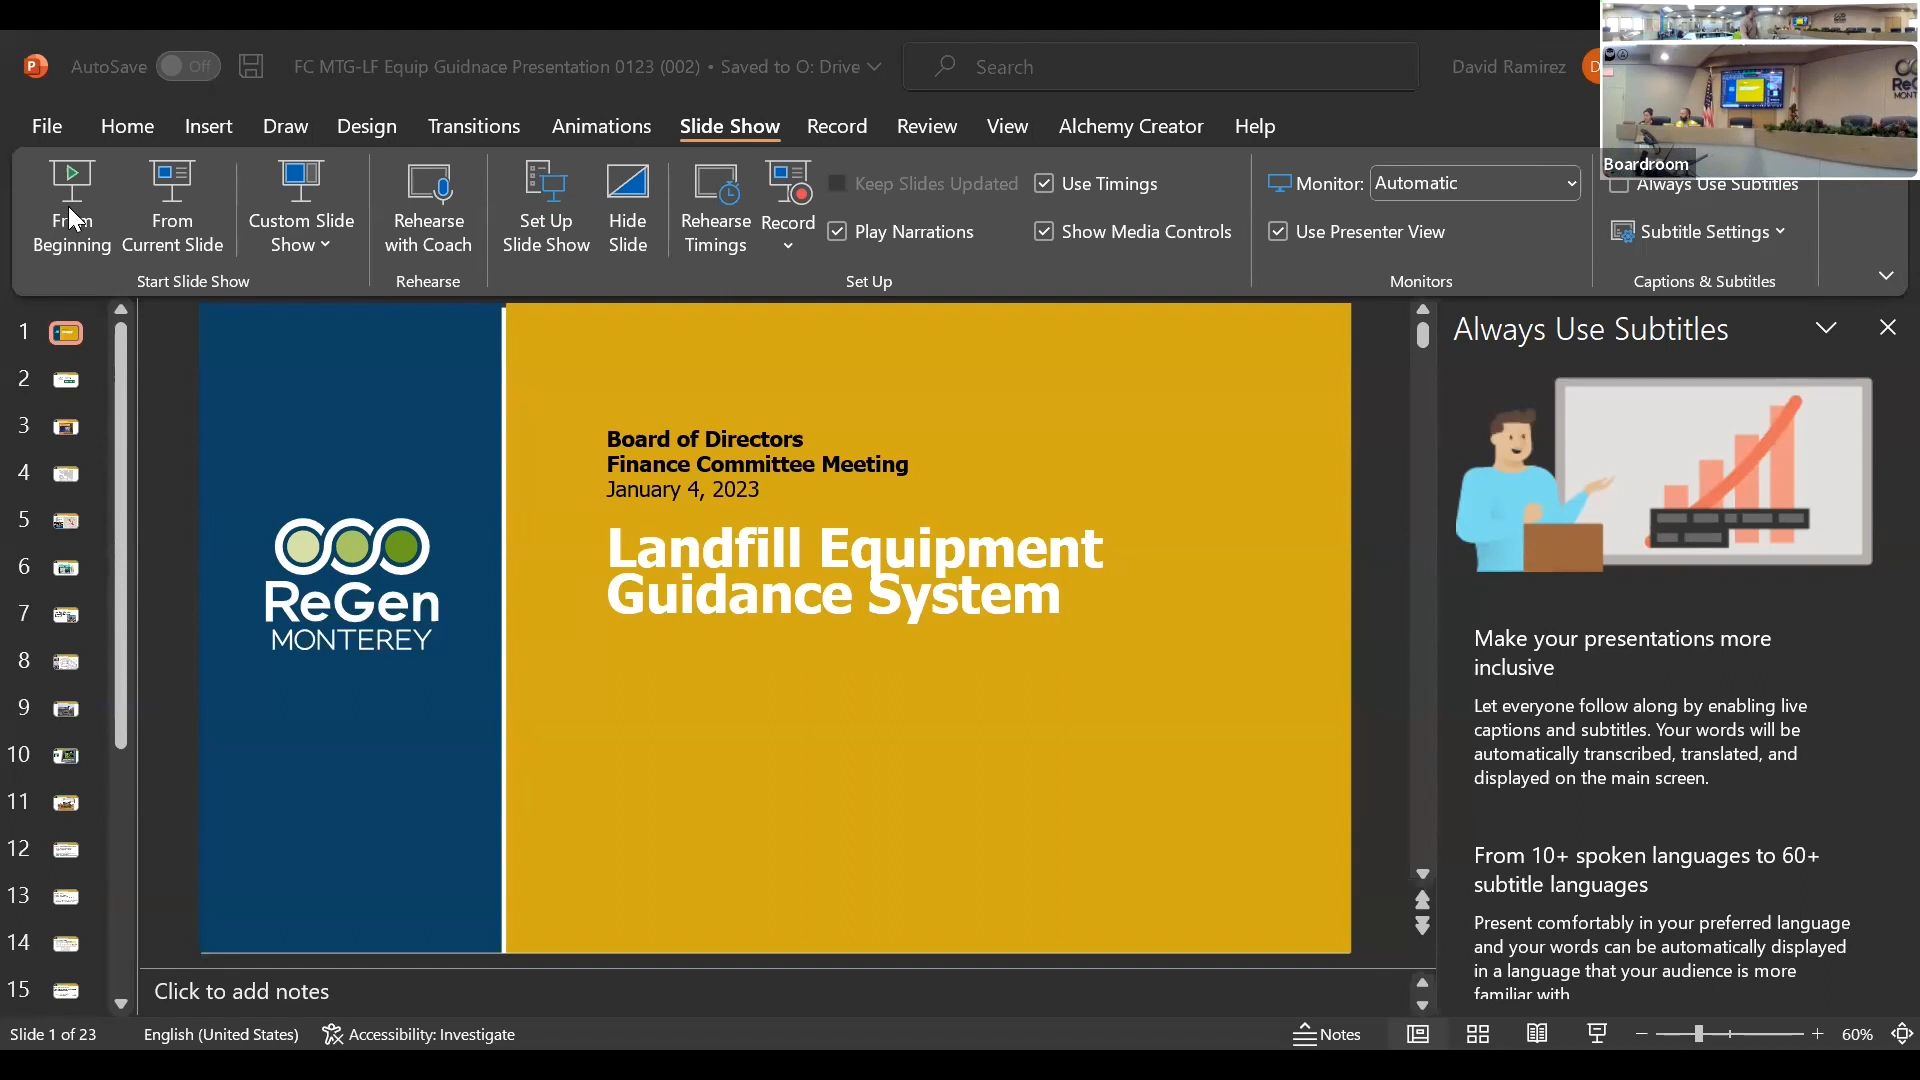 AutoSave Off
FC MTG-LF Equip Guidnace Presentation 0123 (002) • Saved to O: Drive
Search
David Ramirez
File Home Insert Draw Design Transitions Animations Slide Show Record Review View Alchemy Creator Help
From Beginning
From Current Slide
Custom Slide Show
Start Slide Show
Rehearse with Coach
Rehearse
Set Up Slide Show
Hide Slide
Rehearse Timings
Record
Keep Slides Updated
Use Timings
Play Narrations
Show Media Controls
Set Up
Monitor: Automatic
Use Presenter View
Monitors
Boardroom
Always Use Subtitles
Subtitle Settings
Captions & Subtitles
1
2
3
4
5
6
7
8
9
10
11
12
13
14
15
ReGen
MONTEREY
Board of Directors
Finance Committee Meeting
January 4, 2023
Landfill Equipment
Guidance System
Click to add notes
Always Use Subtitles
Make your presentations more
inclusive
Let everyone follow along by enabling live
captions and subtitles. Your words will be
automatically transcribed, translated, and
displayed on the main screen.
From 10+ spoken languages to 60+
subtitle languages
Present comfortably in your preferred language
and your words can be automatically displayed
in a language that your audience is more
familiar with
Slide 1 of 23 English (United States) Accessibility: Investigate Notes 60%